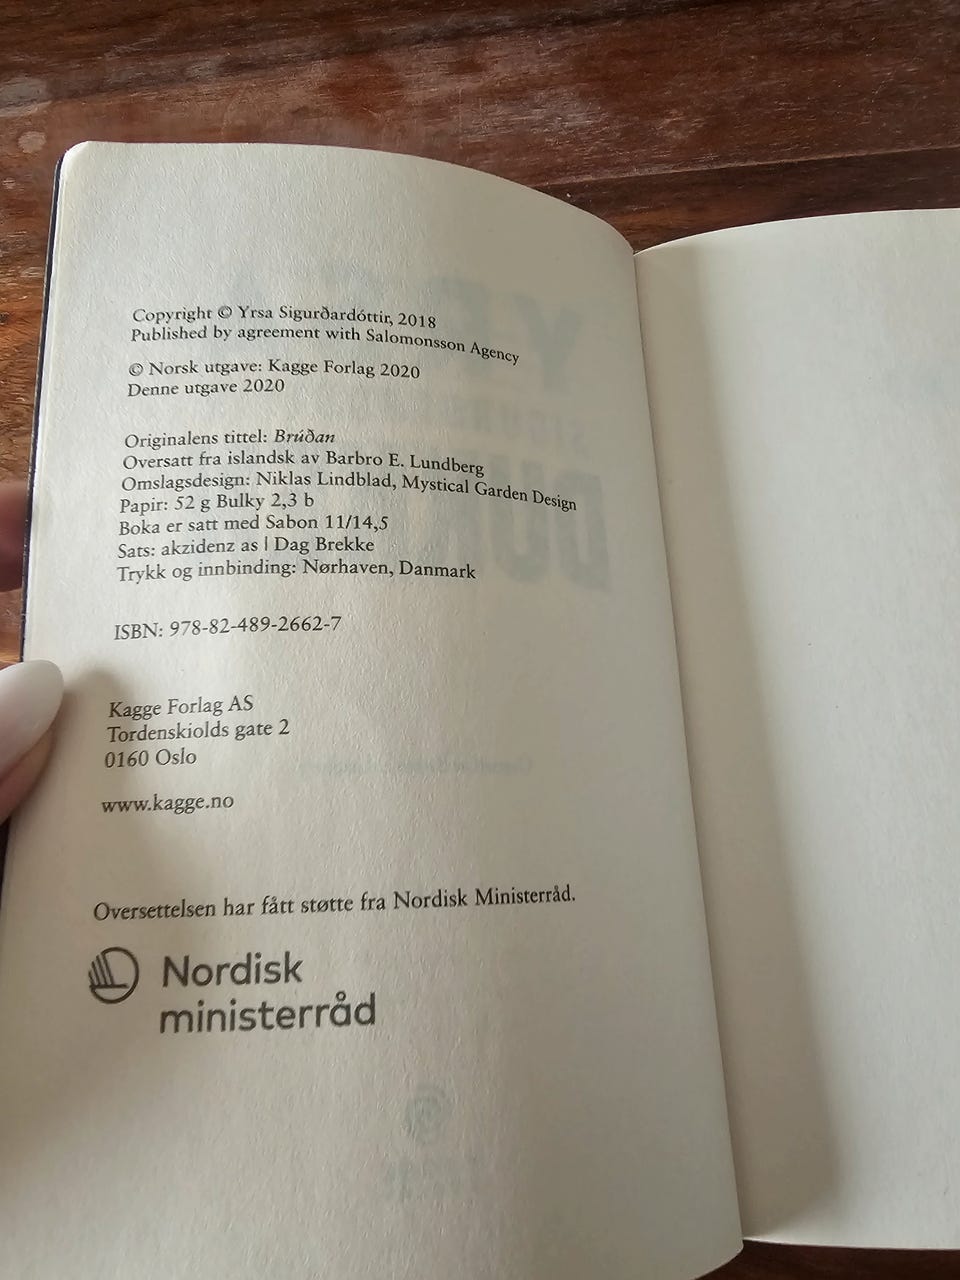 Copyright © Yrsa Sigurðardóttir, 2018
Published by agreement with Salomonsson Agency
© Norsk utgave: Kagge Forlag 2020
Denne utgave 2020
Originalens tittel: Brúðan
Oversatt fra islandsk av Barbro E. Lundberg
Omslagsdesign: Niklas Lindblad, Mystical Garden Design
Papir: 52 g Bulky 2,3 b
Boka er satt med Sabon 11/14,5
Sats: akzidenz as | Dag Brekke
Trykk og innbinding: Nørhaven, Danmark
ISBN: 978-82-489-2662-7
Kagge Forlag AS
Tordenskiolds gate 2
0160 Oslo
www.kagge.no
Oversettelsen har fått støtte fra Nordisk Ministerråd.
Nordisk
ministerråd